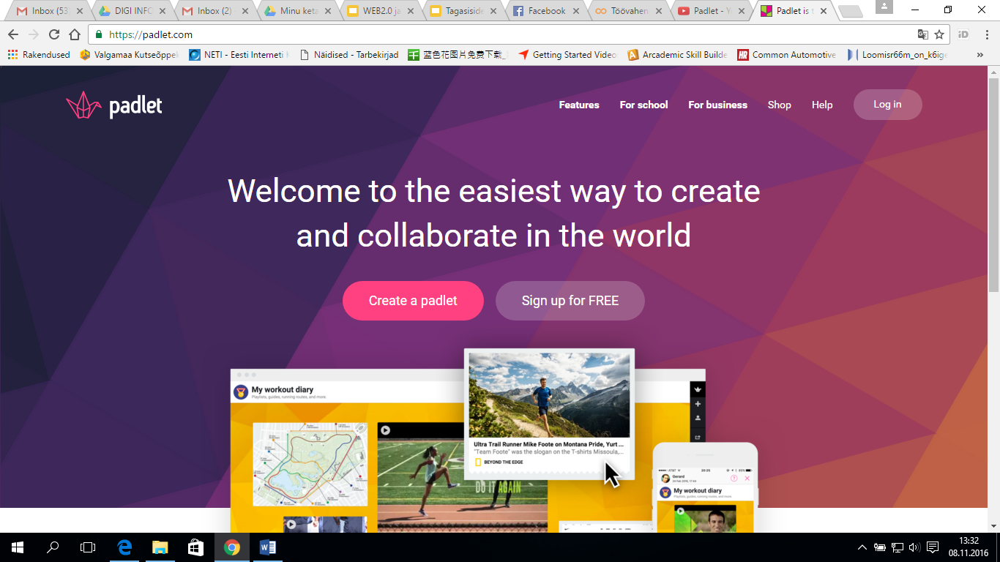 Inbox (53
DIGI INFO
Inbox (2)
Minu keta
WEB2.0 ja
Tagasiside
Facebook
Töövahen
Padlet - Y
Padlet is t
https://padlet.com
Rakendused
Valgamaa Kutseõppek
NETI - Eesti Interneti
Näidised - Tarbekirjad
蓝色花图片免费下载_
Getting Started Video
Arcademic Skill Builde
Common Automotive
Loomisr66m_on_k6ige
padlet
Features
For school
For business
Shop
Help
Log in
Welcome to the easiest way to create
and collaborate in the world
Create a padlet
Sign up for FREE
My workout diary
Playlists, guides, running routes, and more.
DO IT AGAIN
Ultra Trail Runner Mike Foote on Montana Pride, Yurt ...
"Team Foote" was the slogan on the T-shirts Missoula,...
BEYOND THE EDGE
AT&T
Gerard
My workout diary
13:32
08.11.2016